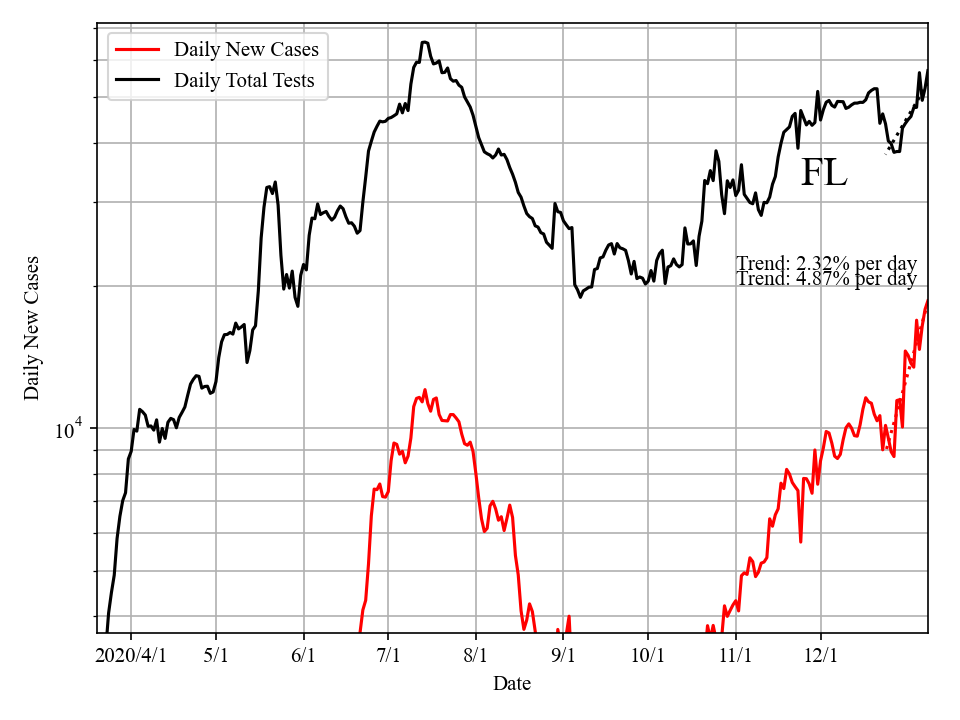 Daily New Cases
Daily Total Tests
FL
Trend: 2.32% per day
Trend: 4.87% per day
Daily New Cases
10^4
2020/4/1 5/1 6/1 7/1 8/1 9/1 10/1 11/1 12/1
Date